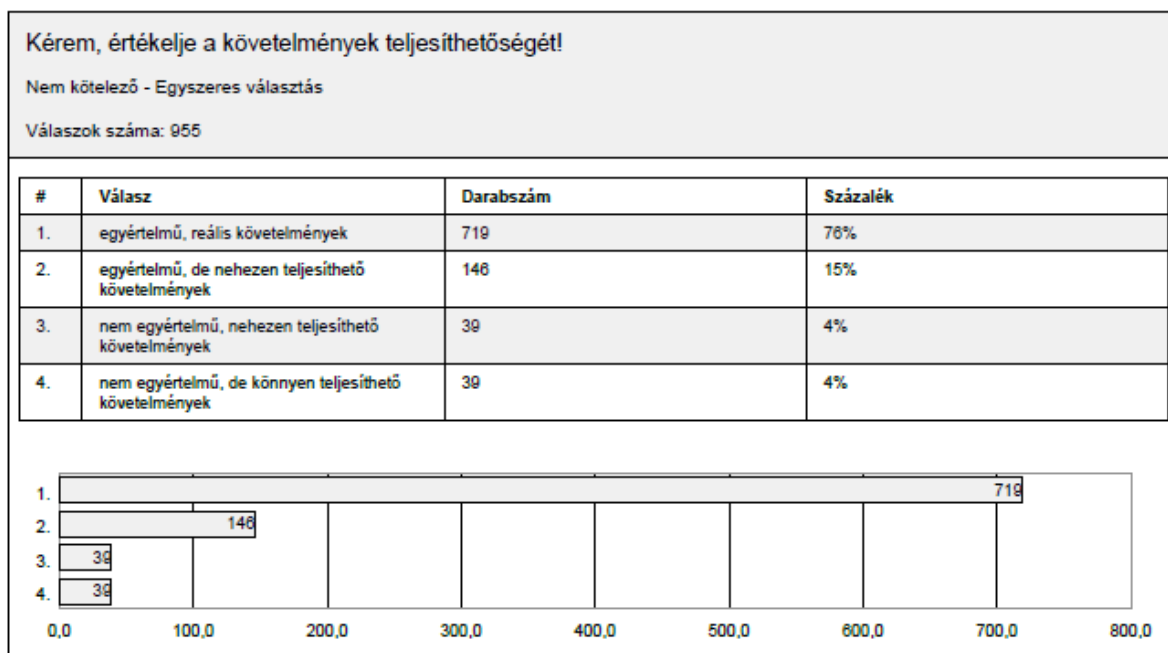 Kérem, értékelje a követelmények teljesíthetőségét!
Nem kötelező - Egyszeres választás
Válaszok száma: 955
# Válasz Darabszám Százalék
1. egyértelmű, reális követelmények 719 76%
2. egyértelmű, de nehezen teljesíthető 146 15%
követelmények
3. nem egyértelmű, nehezen teljesíthető 39 4%
követelmények
4. nem egyértelmű, de könnyen teljesíthető 39 4%
követelmények
1. 719
2. 146
3. 39
4. 39
0,0 100,0 200,0 300,0 400,0 500,0 600,0 700,0 800,0